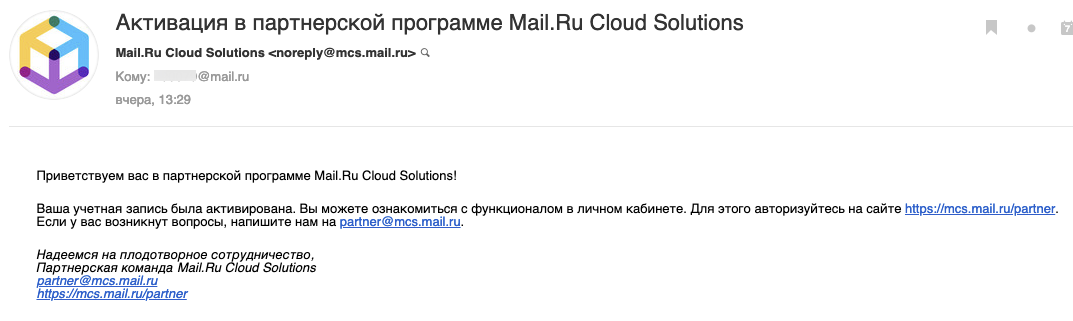 Активация в партнерской программе Mail.Ru Cloud Solutions
Mail.Ru Cloud Solutions <noreply@mcs.mail.ru>
Кому: @mail.ru
вчера, 13:29
7
Приветствуем вас в партнерской программе Mail.Ru Cloud Solutions!
Ваша учетная запись была активирована. Вы можете ознакомиться с функционалом в личном кабинете. Для этого авторизуйтесь на сайте https://mcs.mail.ru/partner.
Если у вас возникнут вопросы, напишите нам на partner@mcs.mail.ru.
Надеемся на плодотворное сотрудничество,
Партнерская команда Mail.Ru Cloud Solutions
partner@mcs.mail.ru
https://mcs.mail.ru/partner